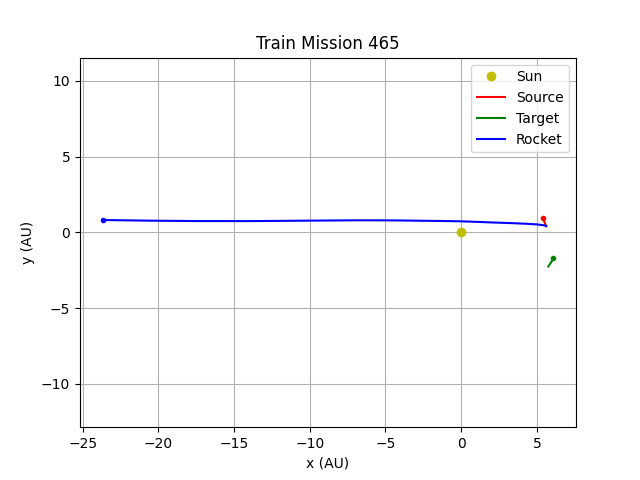 Train Mission 465
Sun
Source
Target
Rocket
10
5
0
−5
−10
y (AU)
−25
−20
−15
−10
−5
0
5
x (AU)